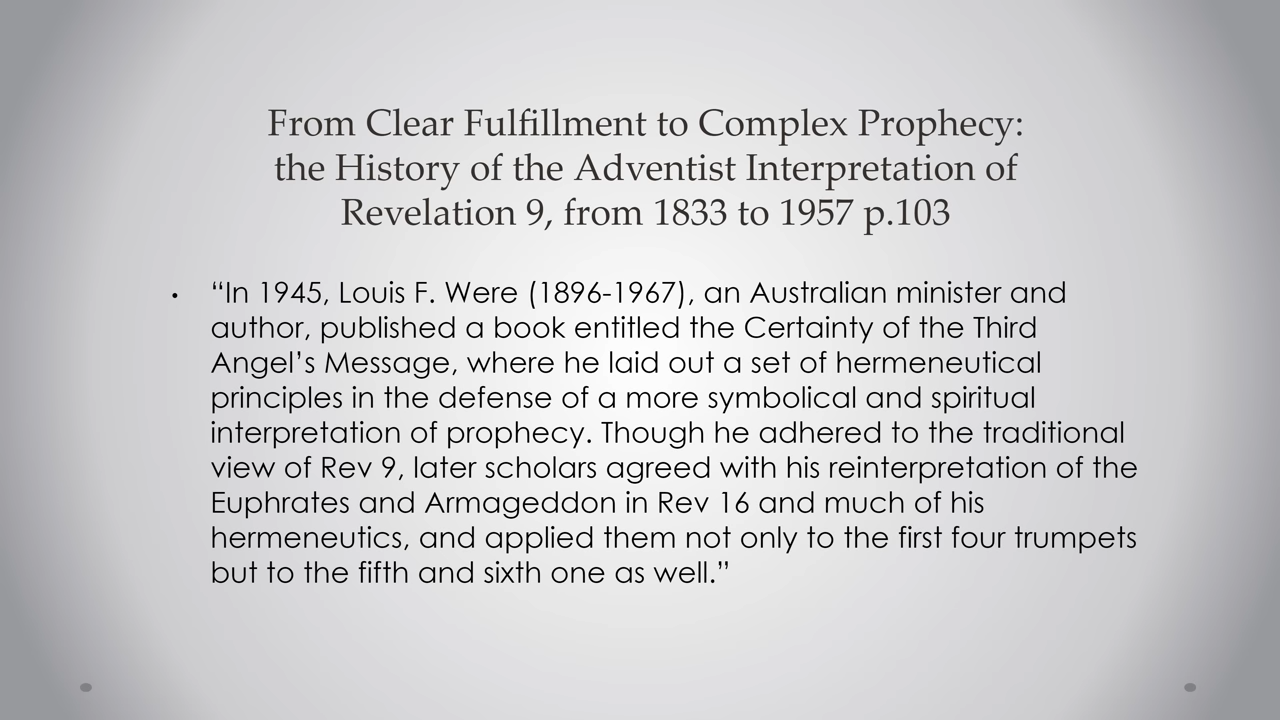 From Clear Fulfillment to Complex Prophecy:
the History of the Adventist Interpretation of
Revelation 9, from 1833 to 1957 p.103
• “In 1945, Louis F. Were (1896-1967), an Australian minister and
author, published a book entitled the Certainty of the Third
Angel’s Message, where he laid out a set of hermeneutical
principles in the defense of a more symbolical and spiritual
interpretation of prophecy. Though he adhered to the traditional
view of Rev 9, later scholars agreed with his reinterpretation of the
Euphrates and Armageddon in Rev 16 and much of his
hermeneutics, and applied them not only to the first four trumpets
but to the fifth and sixth one as well.”